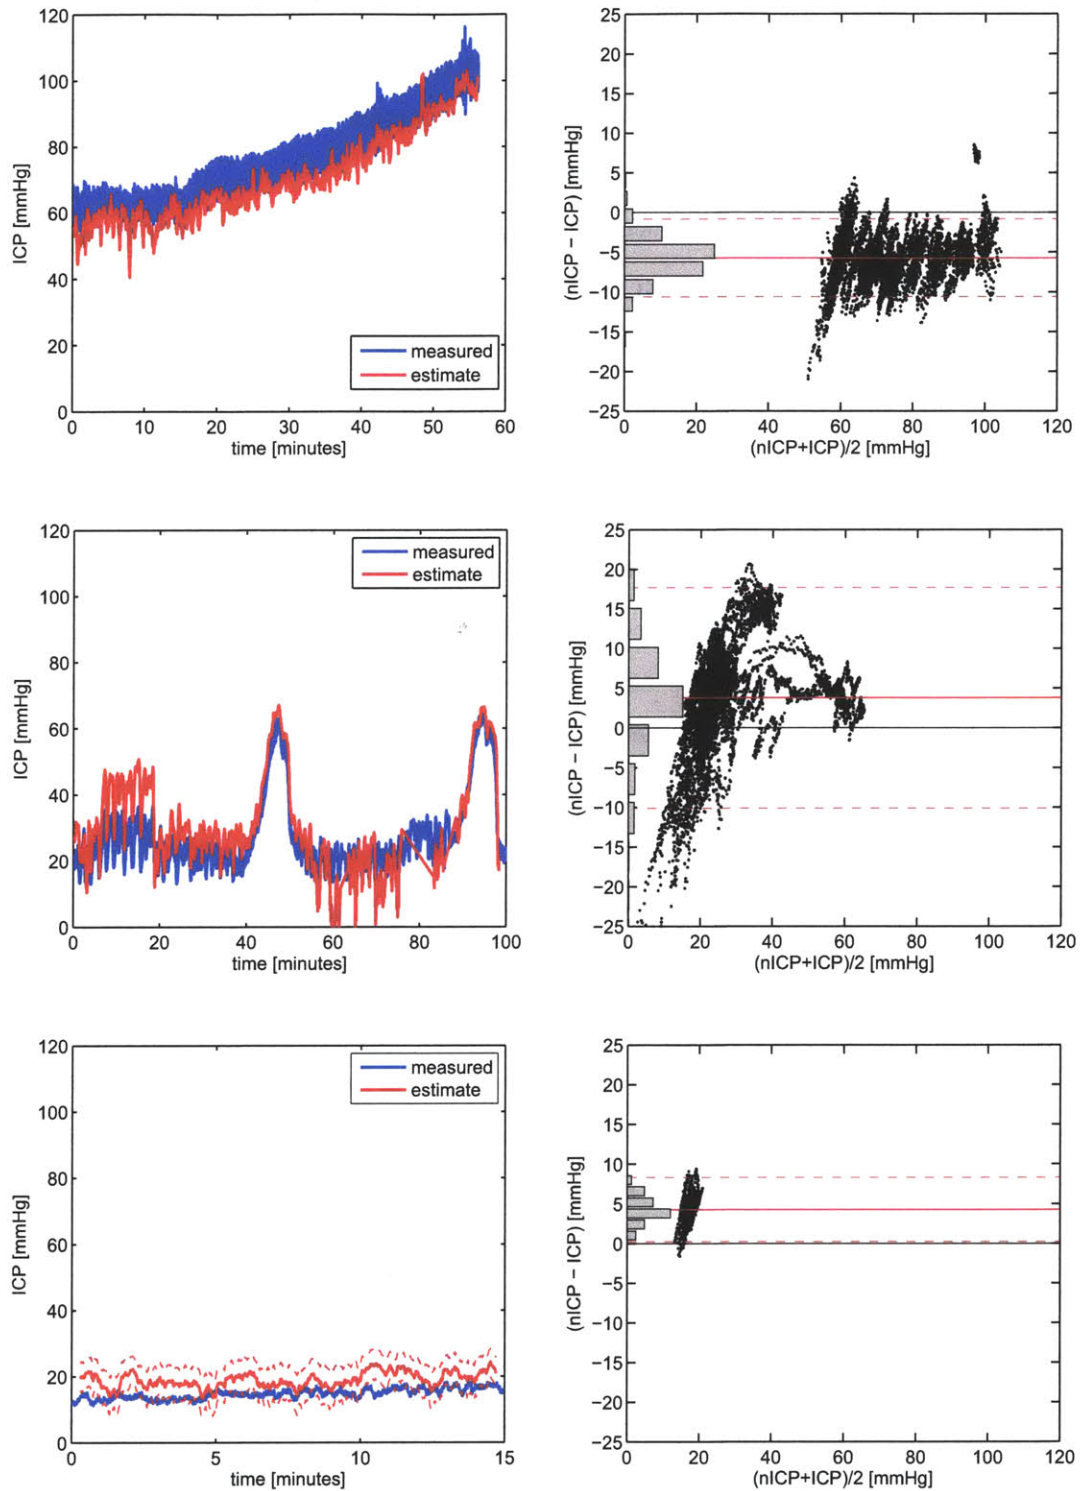 120
100
80
60
40
20
0
ICP [mmHg]
measured
estimate
0 10 20 30 40 50 60
time [minutes]
25
20
15
10
5
0
−5
−10
−15
−20
−25
(nICP − ICP) [mmHg]
0 20 40 60 80 100 120
(nICP+ICP)/2 [mmHg]
120
100
80
60
40
20
0
ICP [mmHg]
measured
estimate
0 20 40 60 80 100
time [minutes]
25
20
15
10
5
0
−5
−10
−15
−20
−25
(nICP − ICP) [mmHg]
0 20 40 60 80 100 120
(nICP+ICP)/2 [mmHg]
120
100
80
60
40
20
0
ICP [mmHg]
measured
estimate
0 5 10 15
time [minutes]
25
20
15
10
5
0
−5
−10
−15
−20
−25
(nICP − ICP) [mmHg]
0 20 40 60 80 100 120
(nICP+ICP)/2 [mmHg]